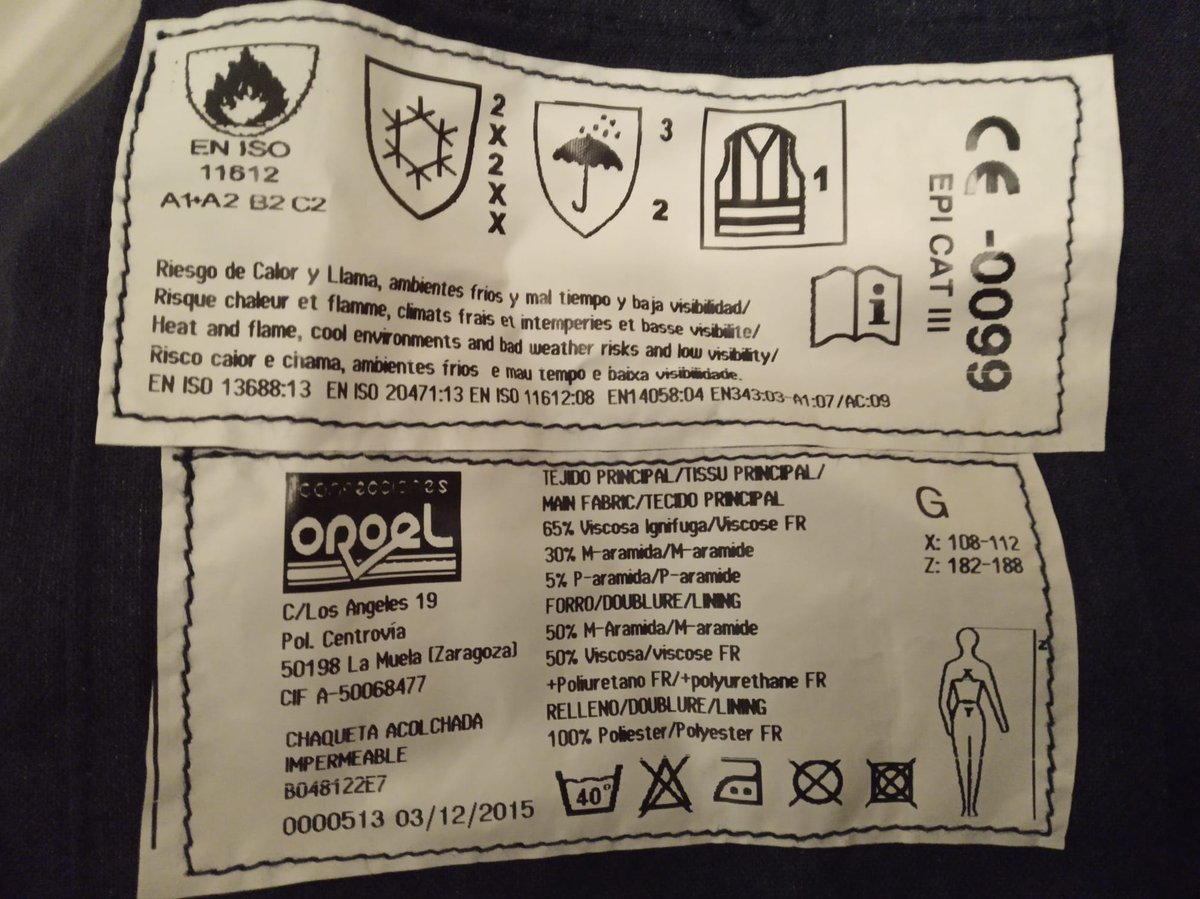 EN ISO
11612
A1+A2 B2 C2
2
X
2
X
X
3
2
1
CE -0099
EPI CAT III
i
Riesgo de Calor y Llama, ambientes frios y mal tiempo y baja visibilidad/
Risque chaleur et flamme, climats frais et intemperies et basse visibilite/
Heat and flame, cool environments and bad weather risks and low visibility/
Risco calor e chama, ambientes frios e mau tempo e baixa visibilidade.
EN ISO 13688:13 EN ISO 20471:13 EN ISO 11612:08 EN14058:04 EN343:03-A1:07/AC:09
confecciones
oroel
C/Los Angeles 19
Pol. Centrovía
50198 La Muela (Zaragoza)
CIF A-50068477
CHAQUETA ACOLCHADA
IMPERMEABLE
B048122E7
0000513 03/12/2015
TEJIDO PRINCIPAL/TISSU PRINCIPAL/
MAIN FABRIC/TECIDO PRINCIPAL
65% Viscosa Ignifuga/Viscose FR
30% M-aramida/M-aramide
5% P-aramida/P-aramide
FORRO/DOUBLURE/LINING
50% M-Aramida/M-aramide
50% Viscosa/viscose FR
+Poliuretano FR/+polyurethane FR
RELLENO/DOUBLURE/LINING
100% Poliester/Polyester FR
40°
G
X: 108-112
Z: 182-188
Z
X